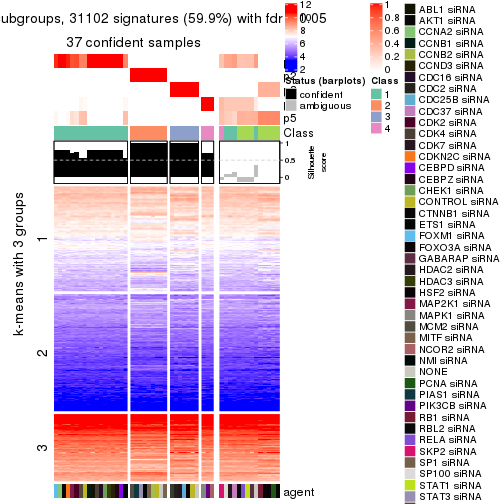 ubgroups, 31102 signatures (59.9%) with fdr
0.05
37 confident samples
p5
Class
1
0.5
0
Silhouette
score
k-means with 3 groups
1
2
3
agent
12
10
8
6
4
2
Status (barplots)
confident
ambiguous
1
0.8
0.6
0.4
0.2
0
Class
1
2
3
4
ABL1 siRNA
AKT1 siRNA
CCNA2 siRNA
CCNB1 siRNA
CCNB2 siRNA
CCND3 siRNA
CDC16 siRNA
CDC2 siRNA
CDC25B siRNA
CDC37 siRNA
CDK2 siRNA
CDK4 siRNA
CDK7 siRNA
CDKN2C siRNA
CEBPD siRNA
CEBPZ siRNA
CHEK1 siRNA
CONTROL siRNA
CTNNB1 siRNA
ETS1 siRNA
FOXM1 siRNA
FOXO3A siRNA
GABARAP siRNA
HDAC2 siRNA
HDAC3 siRNA
HSF2 siRNA
MAP2K1 siRNA
MAPK1 siRNA
MCM2 siRNA
MITF siRNA
NCOR2 siRNA
NMI siRNA
NONE
PCNA siRNA
PIAS1 siRNA
PIK3CB siRNA
RB1 siRNA
RBL2 siRNA
RELA siRNA
SKP2 siRNA
SP1 siRNA
SP100 siRNA
STAT1 siRNA
STAT3 siRNA